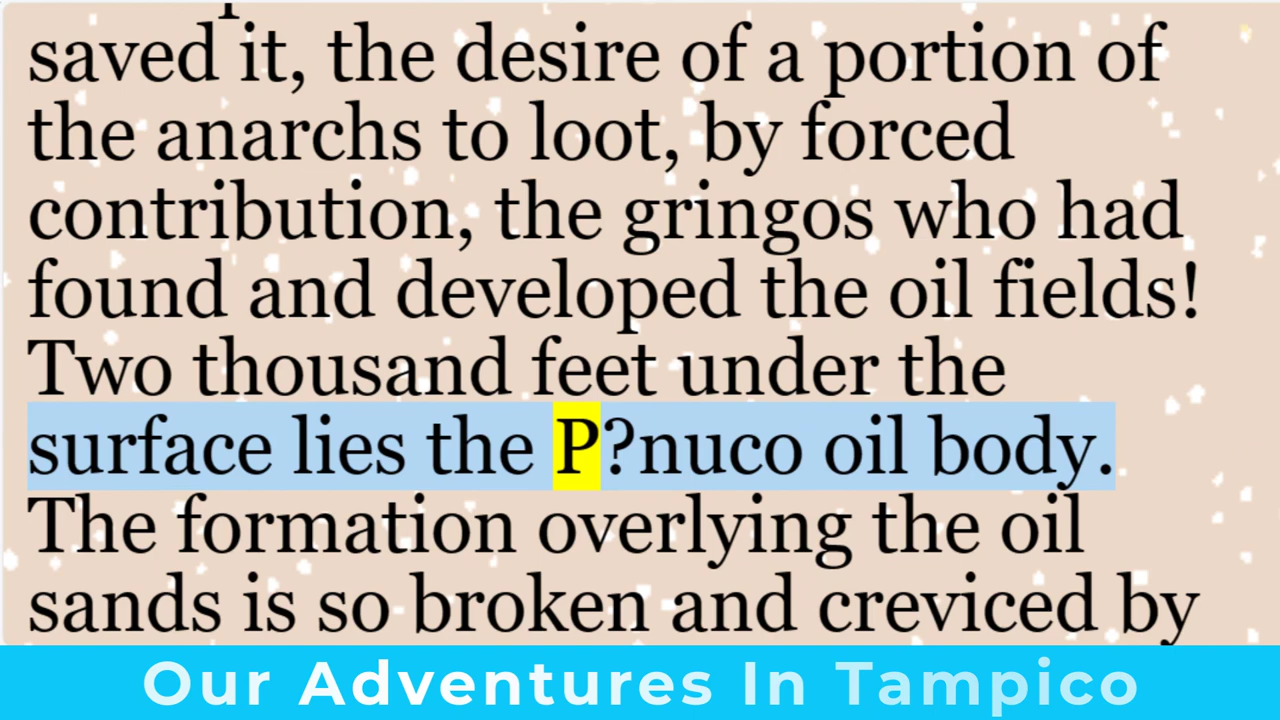 saved it, the desire of a portion of
the anarchs to loot, by forced
contribution, the gringos who had
found and developed the oil fields!
Two thousand feet under the
surface lies the P?nuco oil body.
The formation overlying the oil
sands is so broken and creviced by
Our Adventures In Tampico